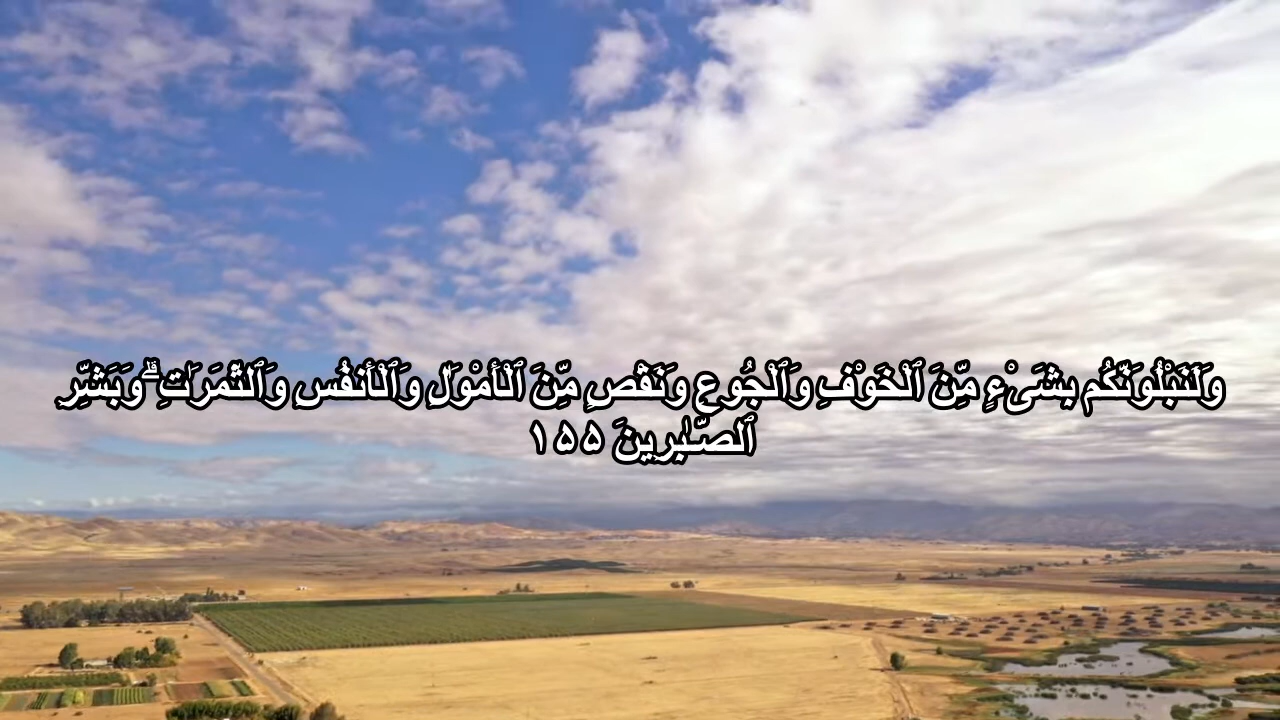 وَلَنَبْلُوَنَّكُم بِشَىْءٍ مِّنَ ٱلْخَوْفِ وَٱلْجُوعِ وَنَقْصٍ مِّنَ ٱلْأَمْوَٰلِ وَٱلْأَنفُسِ وَٱلثَّمَرَٰتِ ۗ وَبَشِّرِ
ٱلصَّـٰبِرِينَ ١٥٥